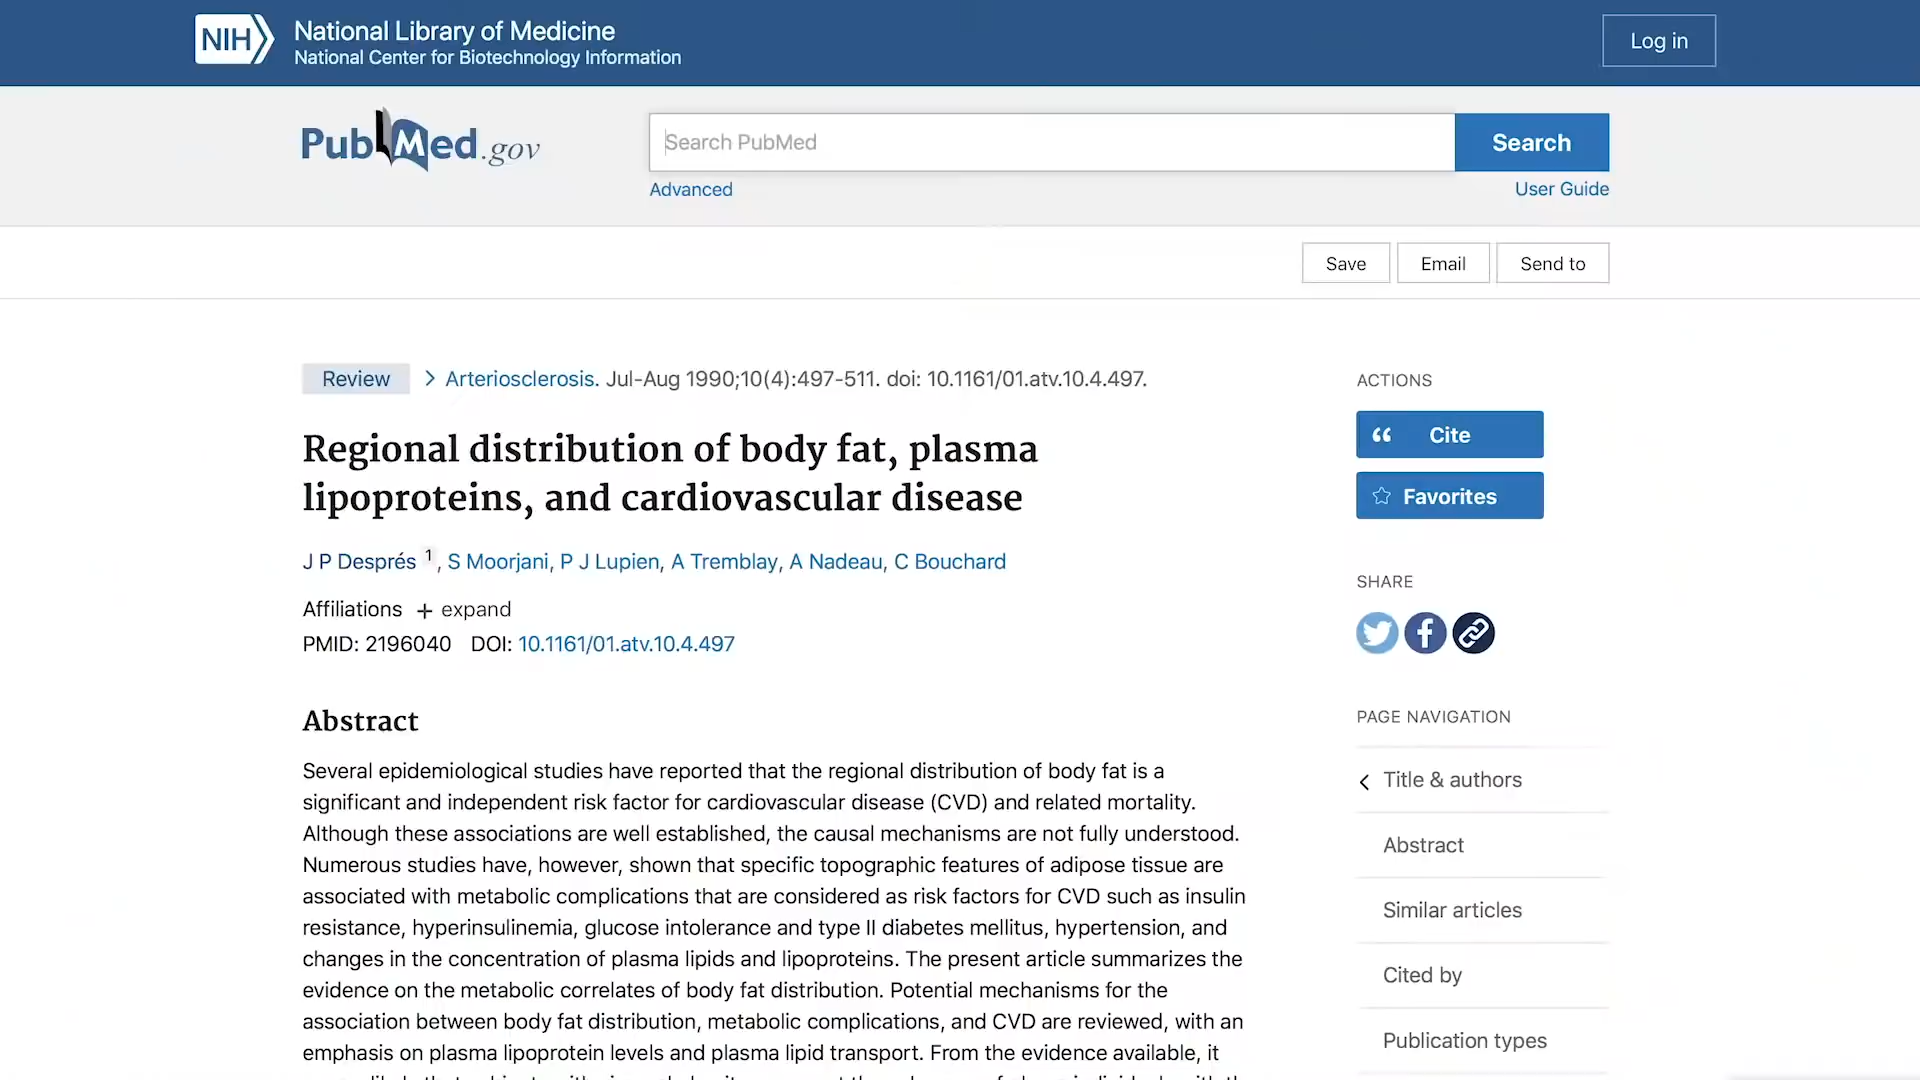 NIH
National Library of Medicine
National Center for Biotechnology Information
Log in
PubMed.gov
Search PubMed
Search
Advanced
User Guide
Save
Email
Send to
Review
Arteriosclerosis. Jul-Aug 1990;10(4):497-511. doi: 10.1161/01.atv.10.4.497.
Regional distribution of body fat, plasma
lipoproteins, and cardiovascular disease
J P Després 1, S Moorjani, P J Lupien, A Tremblay, A Nadeau, C Bouchard
Affiliations + expand
PMID: 2196040 DOI: 10.1161/01.atv.10.4.497
Abstract
Several epidemiological studies have reported that the regional distribution of body fat is a
significant and independent risk factor for cardiovascular disease (CVD) and related mortality.
Although these associations are well established, the causal mechanisms are not fully understood.
Numerous studies have, however, shown that specific topographic features of adipose tissue are
associated with metabolic complications that are considered as risk factors for CVD such as insulin
resistance, hyperinsulinemia, glucose intolerance and type II diabetes mellitus, hypertension, and
changes in the concentration of plasma lipids and lipoproteins. The present article summarizes the
evidence on the metabolic correlates of body fat distribution. Potential mechanisms for the
association between body fat distribution, metabolic complications, and CVD are reviewed, with an
emphasis on plasma lipoprotein levels and plasma lipid transport. From the evidence available, it
ACTIONS
Cite
Favorites
SHARE
PAGE NAVIGATION
Title & authors
Abstract
Similar articles
Cited by
Publication types